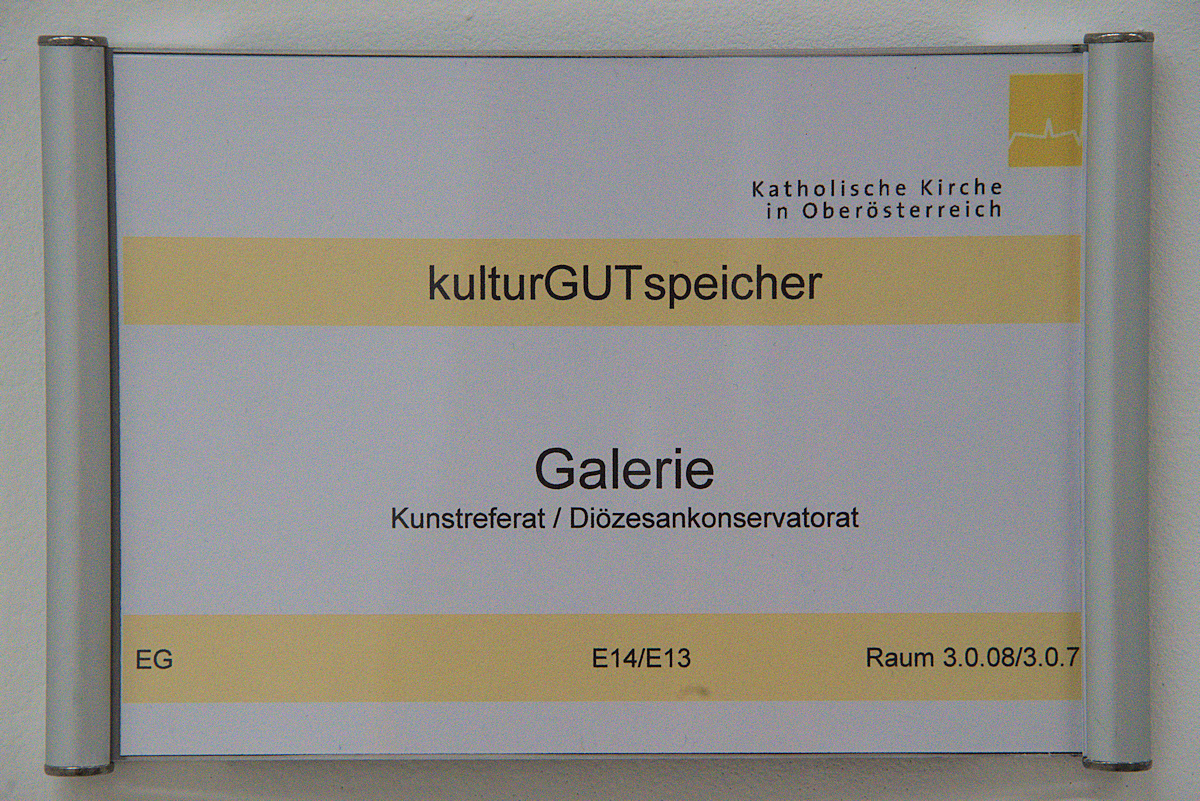 Katholische Kirche
in Oberösterreich
kulturGUTspeicher
Galerie
Kunstreferat / Diözesankonservatorat
EG E14/E13 Raum 3.0.08/3.0.7